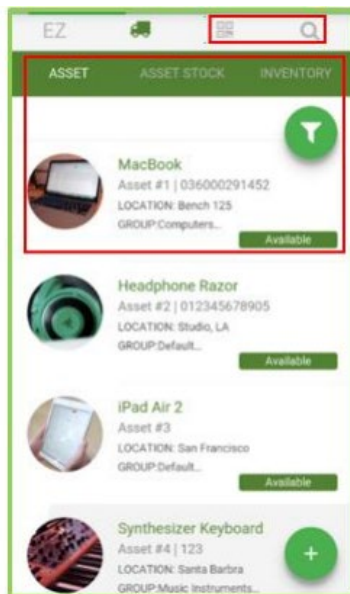 EZ
ASSET ASSET STOCK INVENTORY
MacBook
Asset #1 | 036000291452
LOCATION: Bench 125
GROUP:Computers...
Available
Headphone Razor
Asset #2 | 012345678905
LOCATION: Studio, LA
GROUP:Default...
Available
iPad Air 2
Asset #3
LOCATION: San Francisco
GROUP:Default...
Available
Synthesizer Keyboard
Asset #4 | 123
LOCATION: Santa Barbra
GROUP:Music Instruments...
+